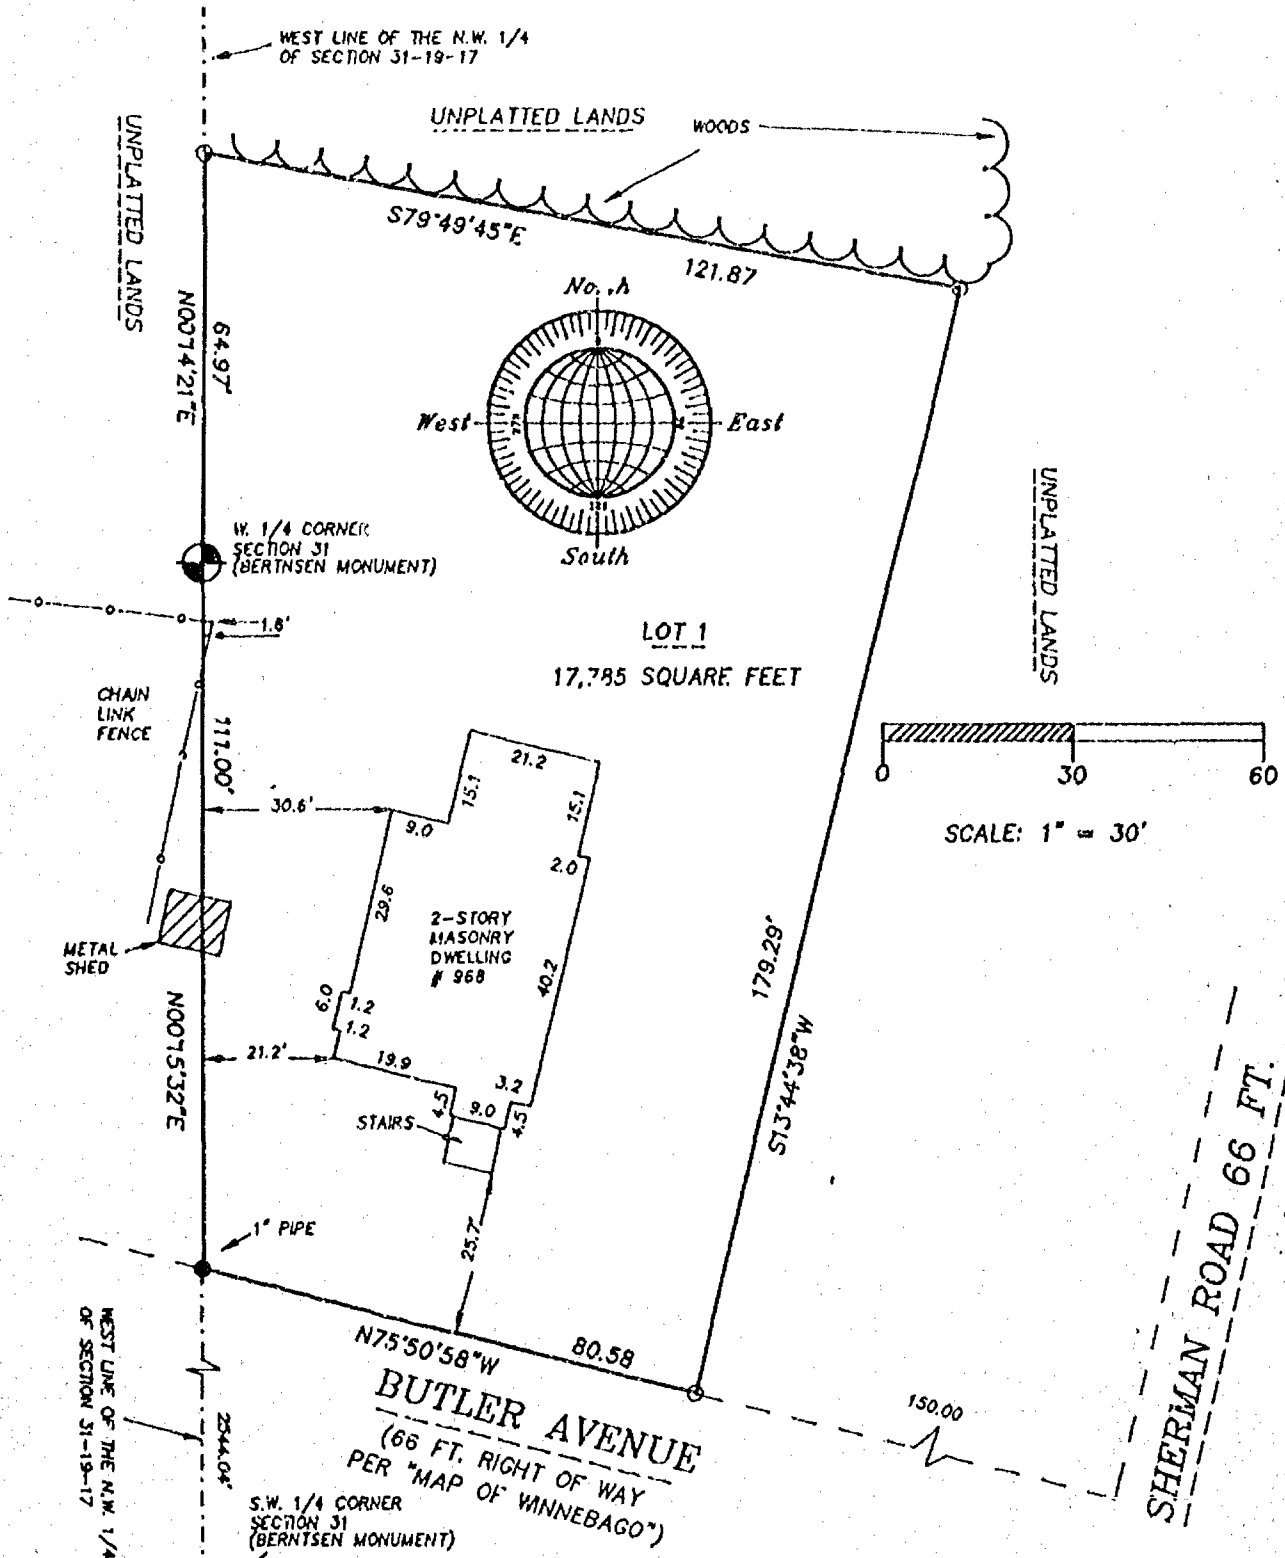 WEST LINE OF THE N.W. 1/4
OF SECTION 31-19-17
UNPLATTED LANDS
WOODS
UNPLATTED LANDS
S79°49'45"E
121.87
64.97'
N00°14'21"E
West
East
South
W. 1/4 CORNER
SECTION 31
(BERTNSEN MONUMENT)
UNPLATTED LANDS
1.6'
LOT 1
17,785 SQUARE FEET
CHAIN
LINK
FENCE
111.00'
30.6'
21.2
15.1
15.1
9.0
2.0
0
30
60
SCALE: 1" = 30'
29.6
2-STORY
MASONRY
DWELLING
# 968
40.2
179.29'
S13°44'38"W
METAL
SHED
6.0
1.2
1.2
N00°15'32"E
21.2'
19.9
3.2
4.5
9.0
4.5
STAIRS
25.7'
1" PIPE
N75°50'58"W
80.58
BUTLER AVENUE
(66 FT. RIGHT OF WAY
PER "MAP OF WINNEBAGO")
150.00
SHERMAN ROAD 66 FT.
WEST LINE OF THE N.W. 1/4
OF SECTION 31-19-17
2544.04'
S.W. 1/4 CORNER
SECTION 31
(BERNTSEN MONUMENT)